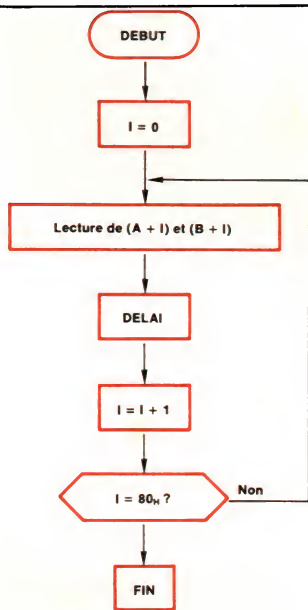 DEBUT
I = 0
Lecture de (A + I) et (B + I)
DELAI
I = I + 1
I = 80H ?
Non
FIN